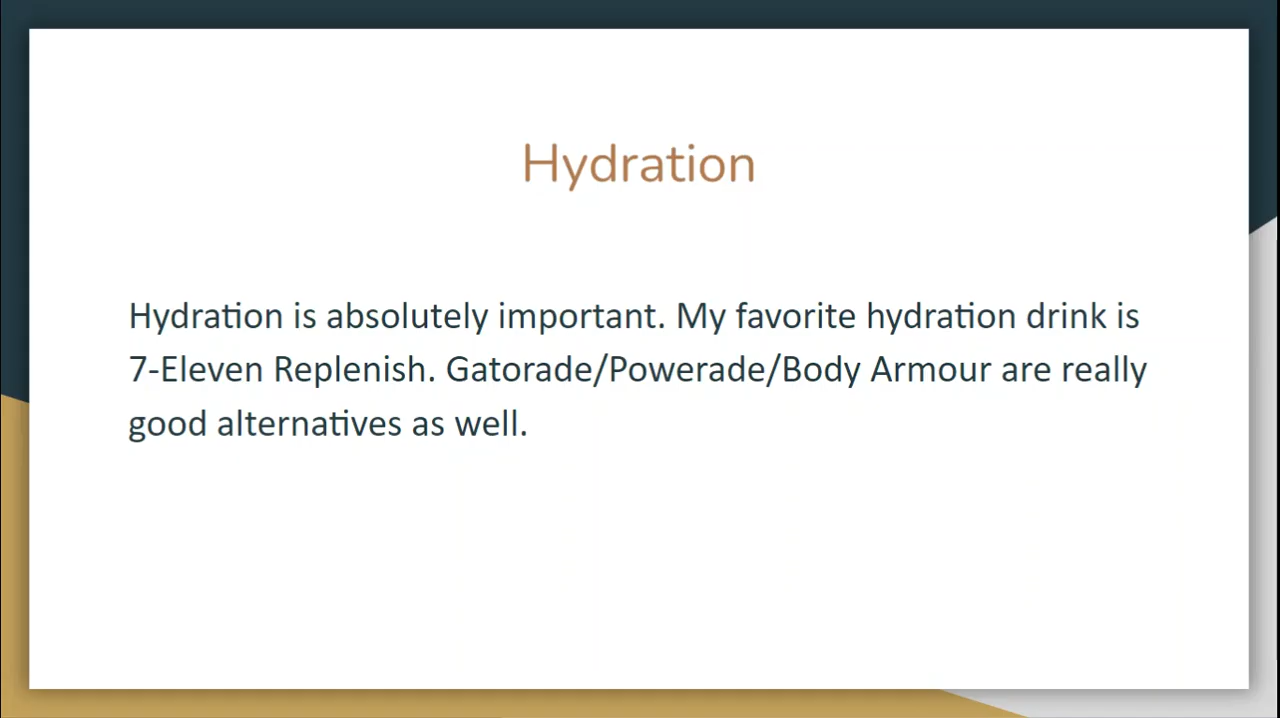 Hydration
Hydration is absolutely important. My favorite hydration drink is
7-Eleven Replenish. Gatorade/Powerade/Body Armour are really
good alternatives as well.